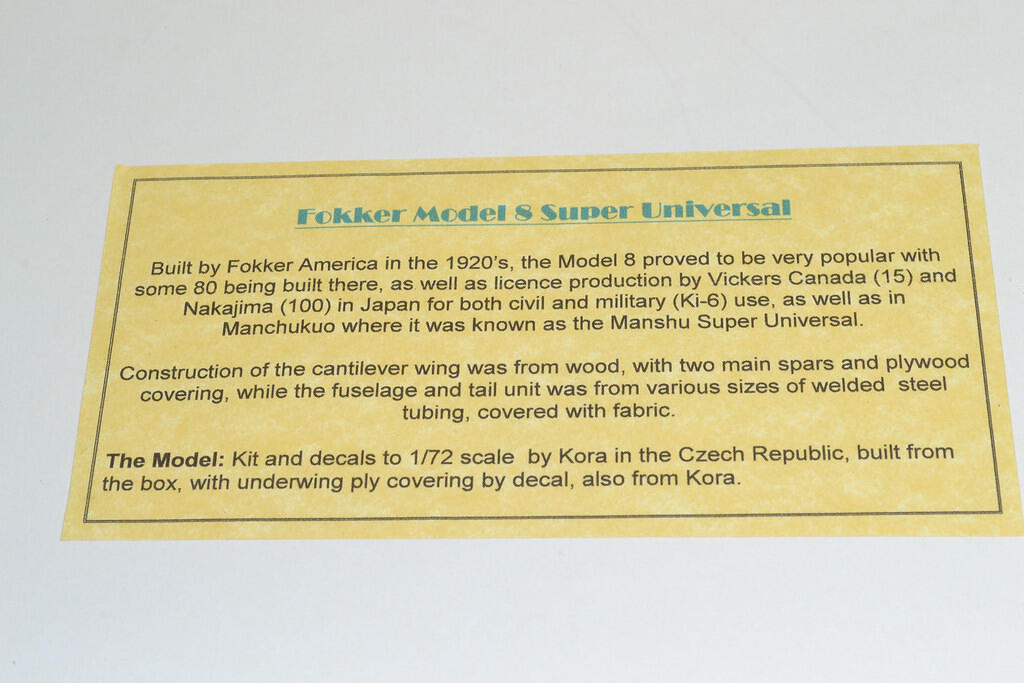 Fokker Model 8 Super Universal
Built by Fokker America in the 1920's, the Model 8 proved to be very popular with
some 80 being built there, as well as licence production by Vickers Canada (15) and
Nakajima (100) in Japan for both civil and military (Ki-6) use, as well as in
Manchukuo where it was known as the Manshu Super Universal.
Construction of the cantilever wing was from wood, with two main spars and plywood
covering, while the fuselage and tail unit was from various sizes of welded steel
tubing, covered with fabric.
The Model: Kit and decals to 1/72 scale by Kora in the Czech Republic, built from
the box, with underwing ply covering by decal, also from Kora.